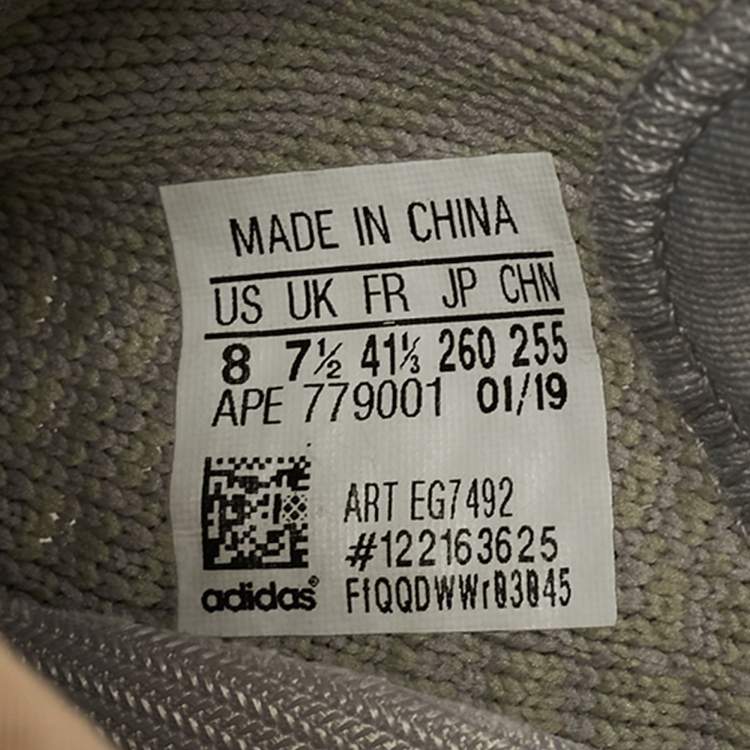 MADE IN CHINA
US UK FR JP CHN
8 7½ 41⅓ 260 255
APE 779001 01/19
ART EG7492
#122163625
adidas® FfQQDWWr03045